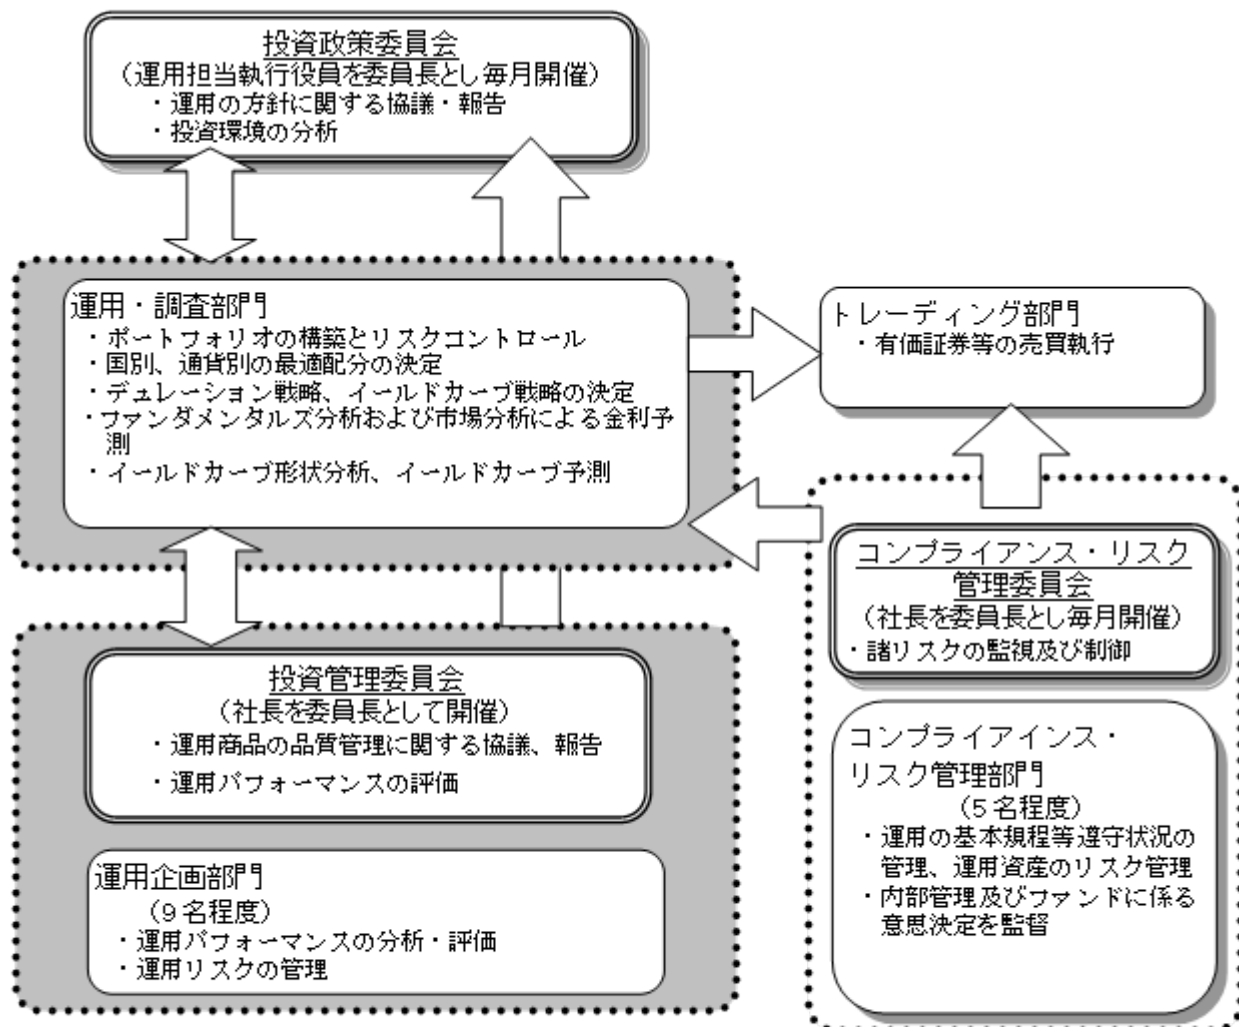 投資政策委員会
(運用担当執行役員を委員長とし毎月開催)
・運用の方針に関する協議・報告
・投資環境の分析
運用・調査部門
・ポートフォリオの構築とリスクコントロール
・国別、通貨別の最適配分の決定
・デュレーション戦略、イールドカーブ戦略の決定
・ファンダメンタルズ分析および市場分析による金利予
測
・イールドカーブ形状分析、イールドカーブ予測
トレーディング部門
・有価証券等の売買執行
コンプライアンス・リスク
管理委員会
(社長を委員長とし毎月開催)
・諸リスクの監視及び制御
コンプライアインス・
リスク管理部門
(5名程度)
・運用の基本規程等遵守状況の
管理、運用資産のリスク管理
・内部管理及びファンドに係る
意思決定を監督
投資管理委員会
(社長を委員長として開催)
・運用商品の品質管理に関する協議、報告
・運用パフォーマンスの評価
運用企画部門
(9名程度)
・運用パフォーマンスの分析・評価
・運用リスクの管理